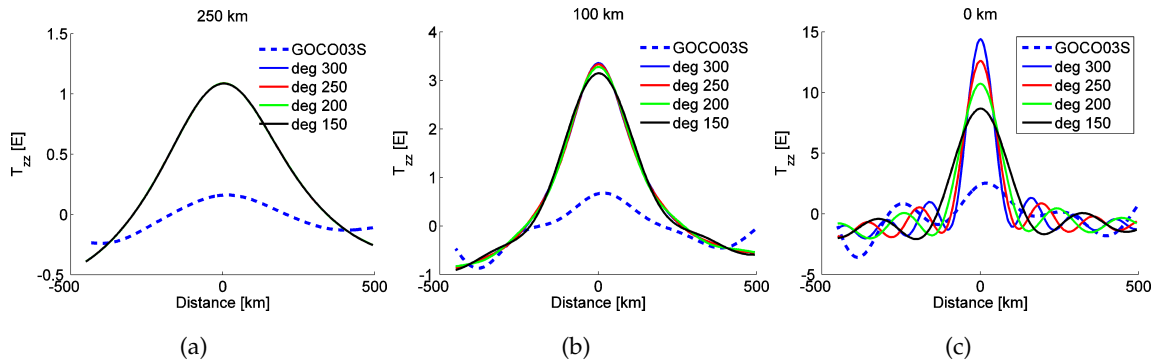 250 km
1.5
1
0.5
0
-0.5
-500
0
500
T_zz [E]
Distance [km]
GOCO03S
deg 300
deg 250
deg 200
deg 150
(a)
100 km
4
3
2
1
0
-1
-500
0
500
T_zz [E]
Distance [km]
GOCO03S
deg 300
deg 250
deg 200
deg 150
(b)
0 km
15
10
5
0
-5
-500
0
500
T_zz [E]
Distance [km]
GOCO03S
deg 300
deg 250
deg 200
deg 150
(c)